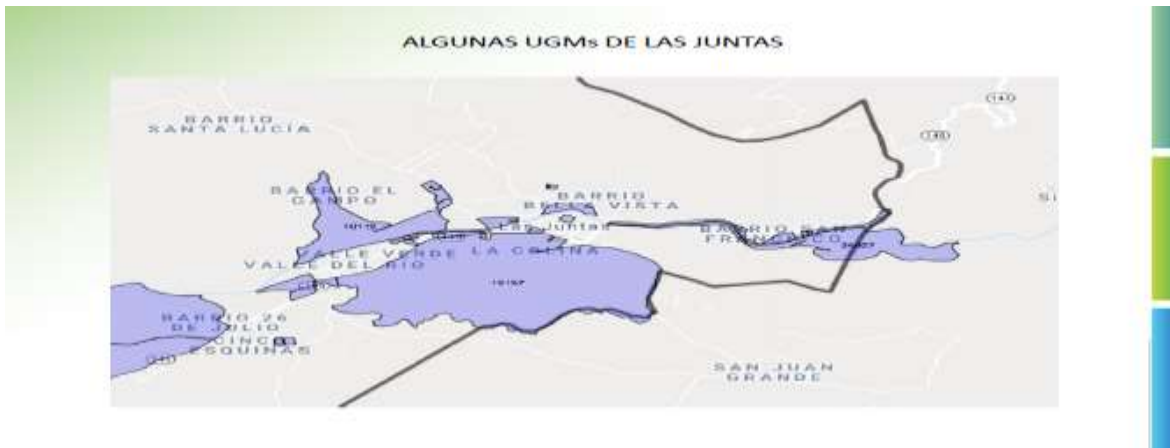 ALGUNAS UGMs DE LAS JUNTAS
BARRIO
SANTA LUCÍA
BARRIO EL
CAMPO
BARRIO
BELLA VISTA
Las Juntas
BARRIO SAN
FRANCISCO
VALLE VERDE
LA COLINA
VALLE DEL RIO
BARRIO 26
DE JULIO
CINCO
ESQUINAS
SAN JUAN
GRANDE